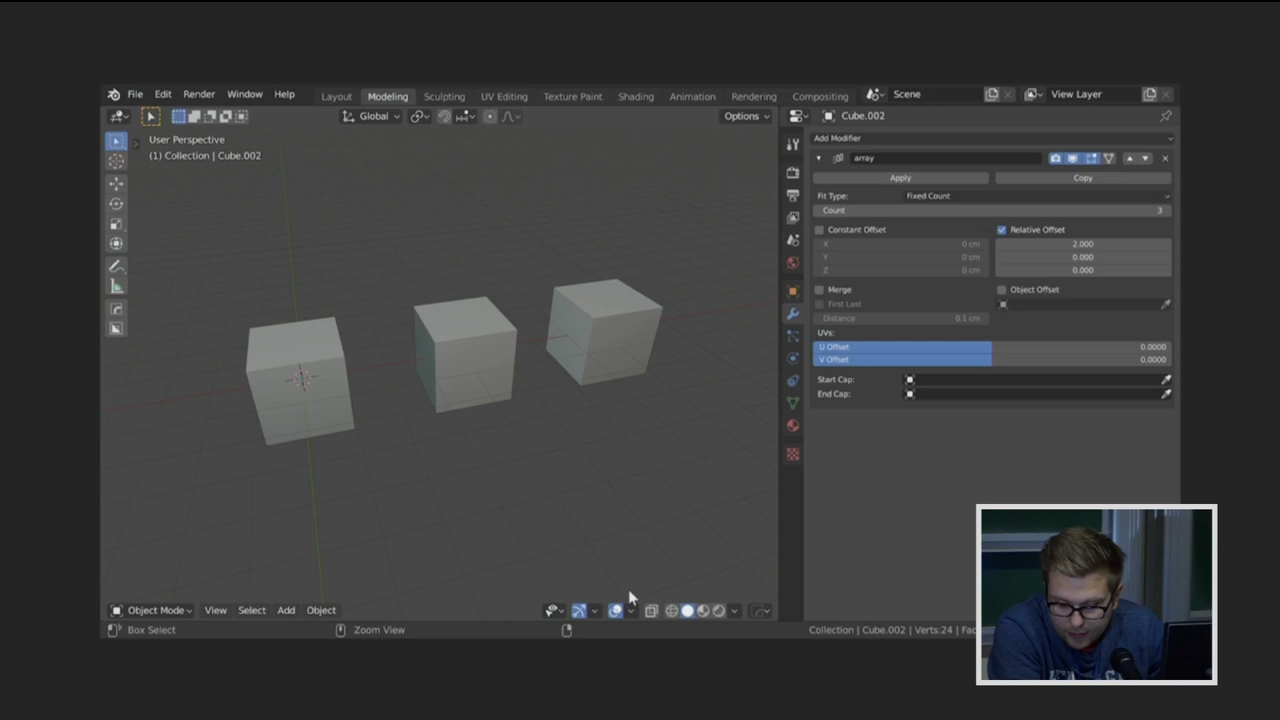 File Edit Render Window Help Layout Modeling Sculpting UV Editing Texture Paint Shading Animation Rendering Compositing Scene View Layer
Global Options
User Perspective
(1) Collection | Cube.002
Cube.002
Add Modifier
array
Apply Copy
Fit Type: Fixed Count
Count 3
Constant Offset Relative Offset
X 0 cm 2.000
Y 0 cm 0.000
Z 0 cm 0.000
Merge Object Offset
First Last
Distance 0.1 cm
UVs:
U Offset 0.0000
V Offset 0.0000
Start Cap:
End Cap:
Object Mode View Select Add Object
Box Select Zoom View Collection | Cube.002 | Verts:24 | Fac